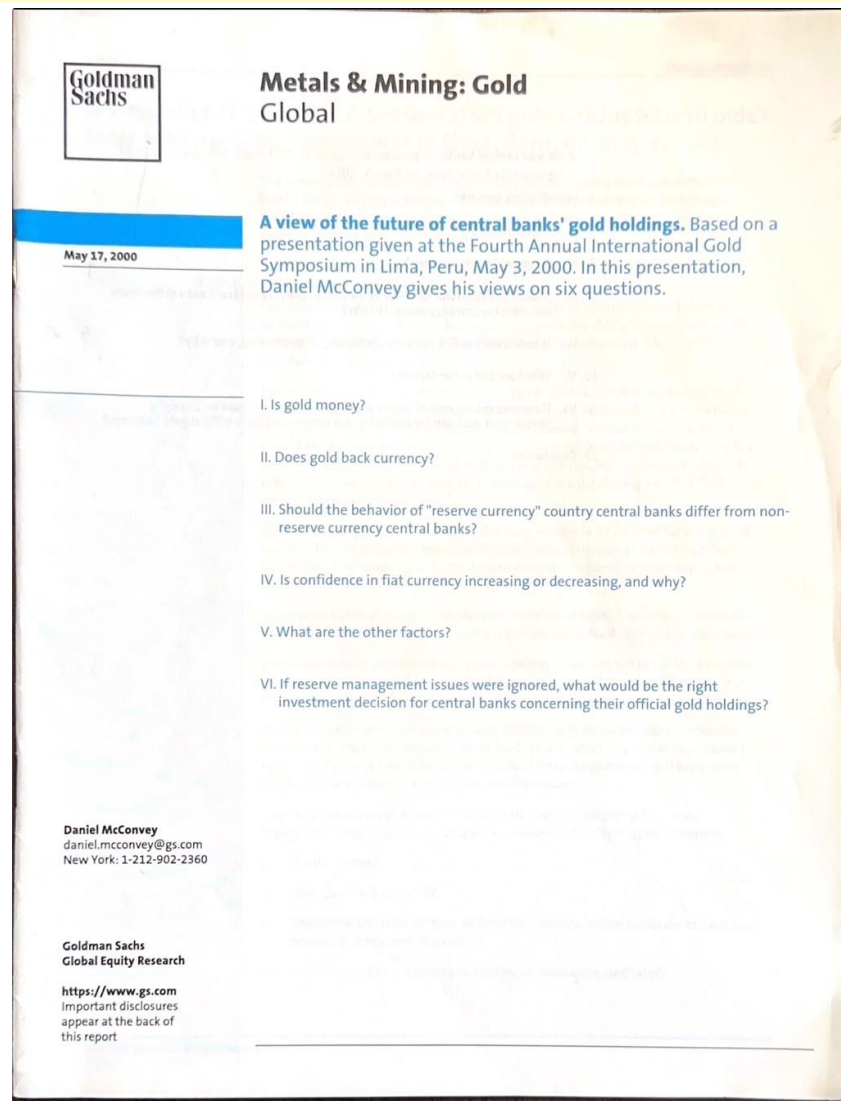 Goldman
Sachs
Metals & Mining: Gold
Global
May 17, 2000
A view of the future of central banks' gold holdings. Based on a
presentation given at the Fourth Annual International Gold
Symposium in Lima, Peru, May 3, 2000. In this presentation,
Daniel McConvey gives his views on six questions.
I. Is gold money?
II. Does gold back currency?
III. Should the behavior of "reserve currency" country central banks differ from non-
reserve currency central banks?
IV. Is confidence in fiat currency increasing or decreasing, and why?
V. What are the other factors?
VI. If reserve management issues were ignored, what would be the right
investment decision for central banks concerning their official gold holdings?
Daniel McConvey
daniel.mcconvey@gs.com
New York: 1-212-902-2360
Goldman Sachs
Global Equity Research
https://www.gs.com
Important disclosures
appear at the back of
this report